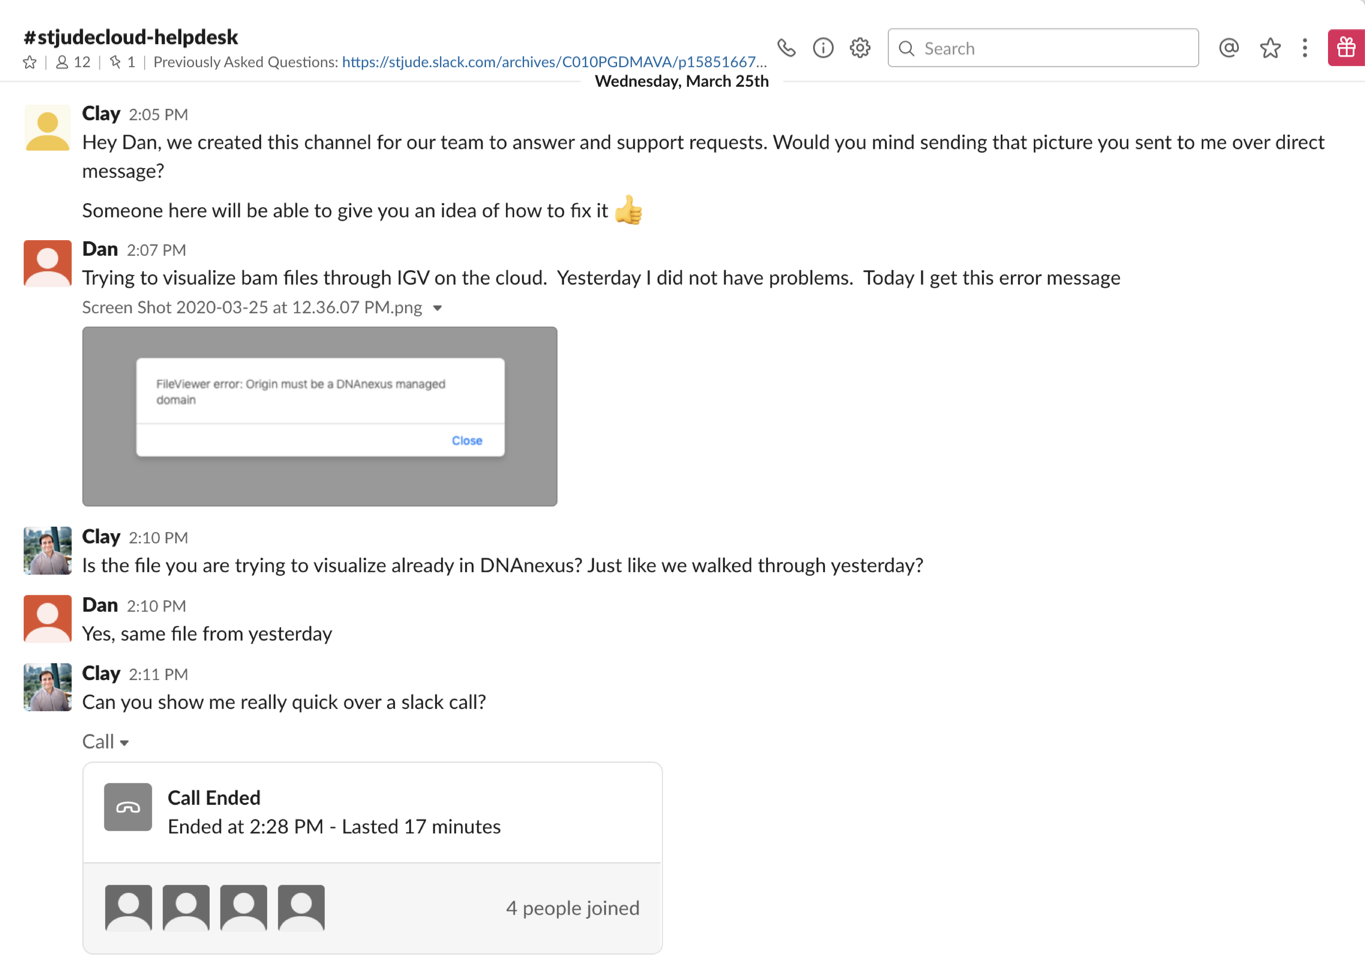 #stjudecloud-helpdesk
12 | 1 | Previously Asked Questions: https://stjude.slack.com/archives/C010PGDMAVA/p15851667...
Search
Wednesday, March 25th
Clay 2:05 PM
Hey Dan, we created this channel for our team to answer and support requests. Would you mind sending that picture you sent to me over direct
message?
Someone here will be able to give you an idea of how to fix it
Dan 2:07 PM
Trying to visualize bam files through IGV on the cloud.  Yesterday I did not have problems.  Today I get this error message
Screen Shot 2020-03-25 at 12.36.07 PM.png
FileViewer error: Origin must be a DNAnexus managed
domain
Close
Clay 2:10 PM
Is the file you are trying to visualize already in DNAnexus? Just like we walked through yesterday?
Dan 2:10 PM
Yes, same file from yesterday
Clay 2:11 PM
Can you show me really quick over a slack call?
Call
Call Ended
Ended at 2:28 PM - Lasted 17 minutes
4 people joined